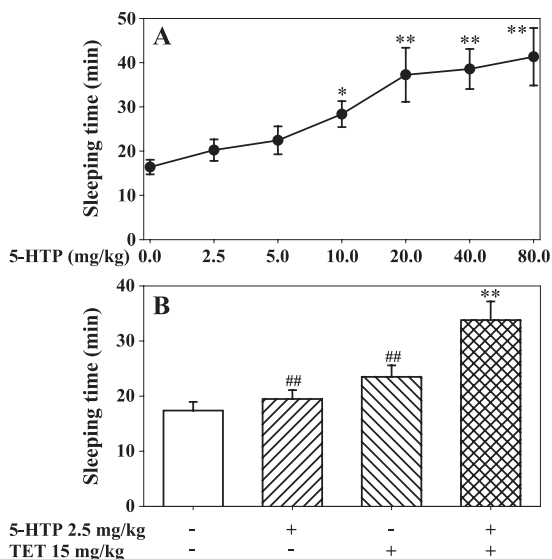 A
Sleeping time (min)
50
40
30
20
10
0
*
**
**
**
5-HTP (mg/kg) 0.0 2.5 5.0 10.0 20.0 40.0 80.0
B
Sleeping time (min)
40
30
20
10
0
##
##
**
5-HTP 2.5 mg/kg - + - +
TET 15 mg/kg - - + +